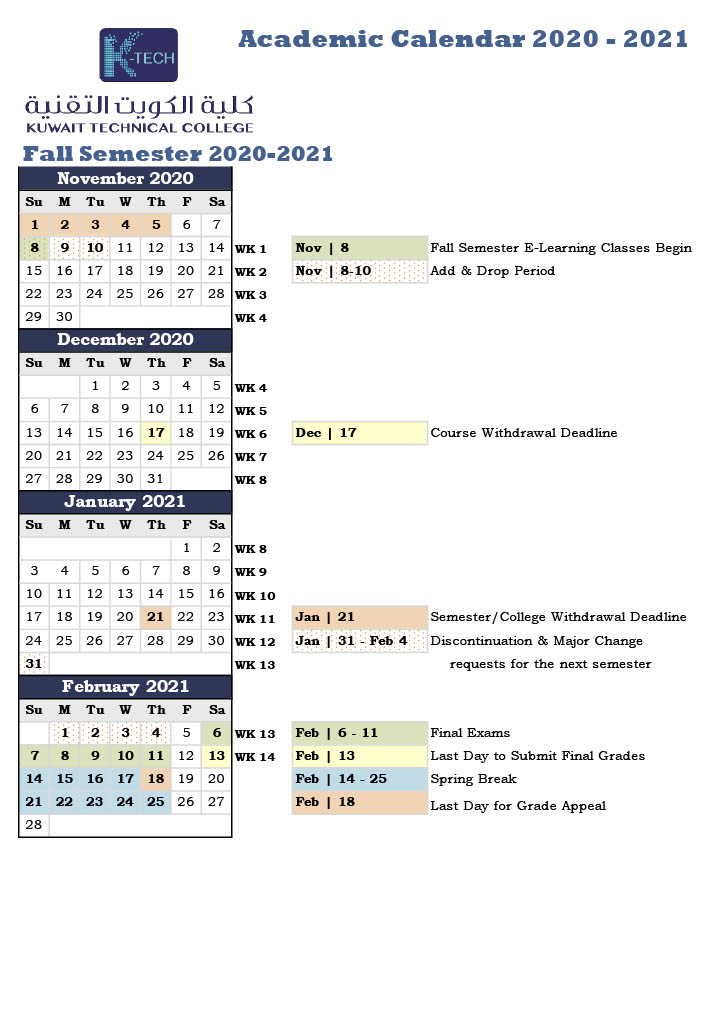 Academic Calendar 2020 - 2021
K-TECH
كلية الكويت التقنية
KUWAIT TECHNICAL COLLEGE
Fall Semester 2020-2021
November 2020
Su M Tu W Th F Sa
1 2 3 4 5 6 7
8 9 10 11 12 13 14 WK 1 Nov | 8 Fall Semester E-Learning Classes Begin
15 16 17 18 19 20 21 WK 2 Nov | 8-10 Add & Drop Period
22 23 24 25 26 27 28 WK 3
29 30 WK 4
December 2020
Su M Tu W Th F Sa
1 2 3 4 5 WK 4
6 7 8 9 10 11 12 WK 5
13 14 15 16 17 18 19 WK 6 Dec | 17 Course Withdrawal Deadline
20 21 22 23 24 25 26 WK 7
27 28 29 30 31 WK 8
January 2021
Su M Tu W Th F Sa
1 2 WK 8
3 4 5 6 7 8 9 WK 9
10 11 12 13 14 15 16 WK 10
17 18 19 20 21 22 23 WK 11 Jan | 21 Semester/College Withdrawal Deadline
24 25 26 27 28 29 30 WK 12 Jan | 31 - Feb 4 Discontinuation & Major Change
31 WK 13 requests for the next semester
February 2021
Su M Tu W Th F Sa
1 2 3 4 5 6 WK 13 Feb | 6 - 11 Final Exams
7 8 9 10 11 12 13 WK 14 Feb | 13 Last Day to Submit Final Grades
14 15 16 17 18 19 20 Feb | 14 - 25 Spring Break
21 22 23 24 25 26 27 Feb | 18 Last Day for Grade Appeal
28